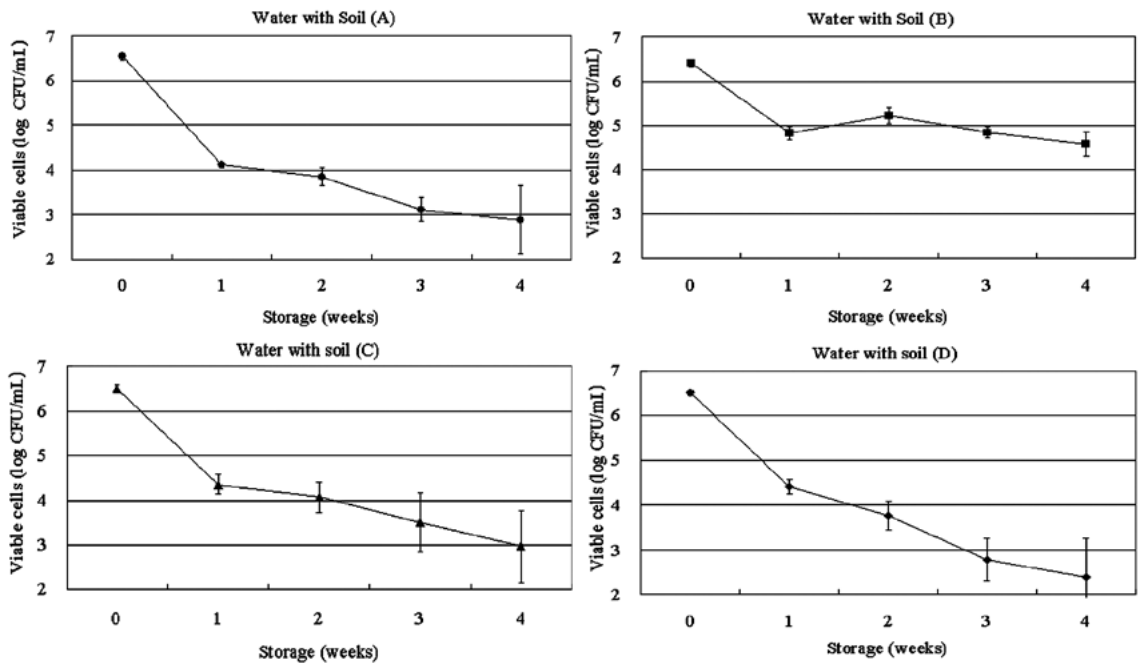 Water with Soil (A)
Viable cells (log CFU/mL)
7
6
5
4
3
2
0 1 2 3 4
Storage (weeks)
Water with Soil (B)
Viable cells (log CFU/mL)
7
6
5
4
3
2
0 1 2 3 4
Storage (weeks)
Water with soil (C)
Viable cells (log CFU/mL)
7
6
5
4
3
2
0 1 2 3 4
Storage (weeks)
Water with soil (D)
Viable cells (log CFU/mL)
7
6
5
4
3
2
0 1 2 3 4
Storage (weeks)